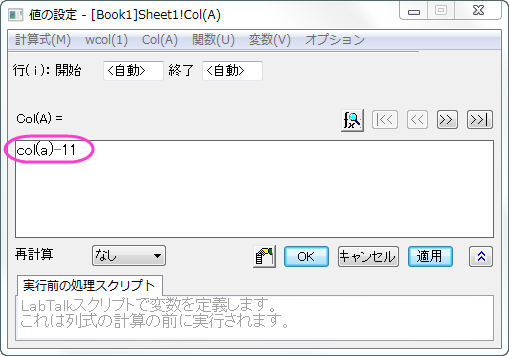 値の設定 - [Book1]Sheet1!Col(A)
計算式(M) wcol(1) Col(A) 関数(U) 変数(V) オプション
行(i): 開始 <自動> 終了 <自動>
Col(A) =
col(a)-11
再計算 なし OK キャンセル 適用
実行前の処理スクリプト
LabTalkスクリプトで変数を定義します。
これは列式の計算の前に実行されます。